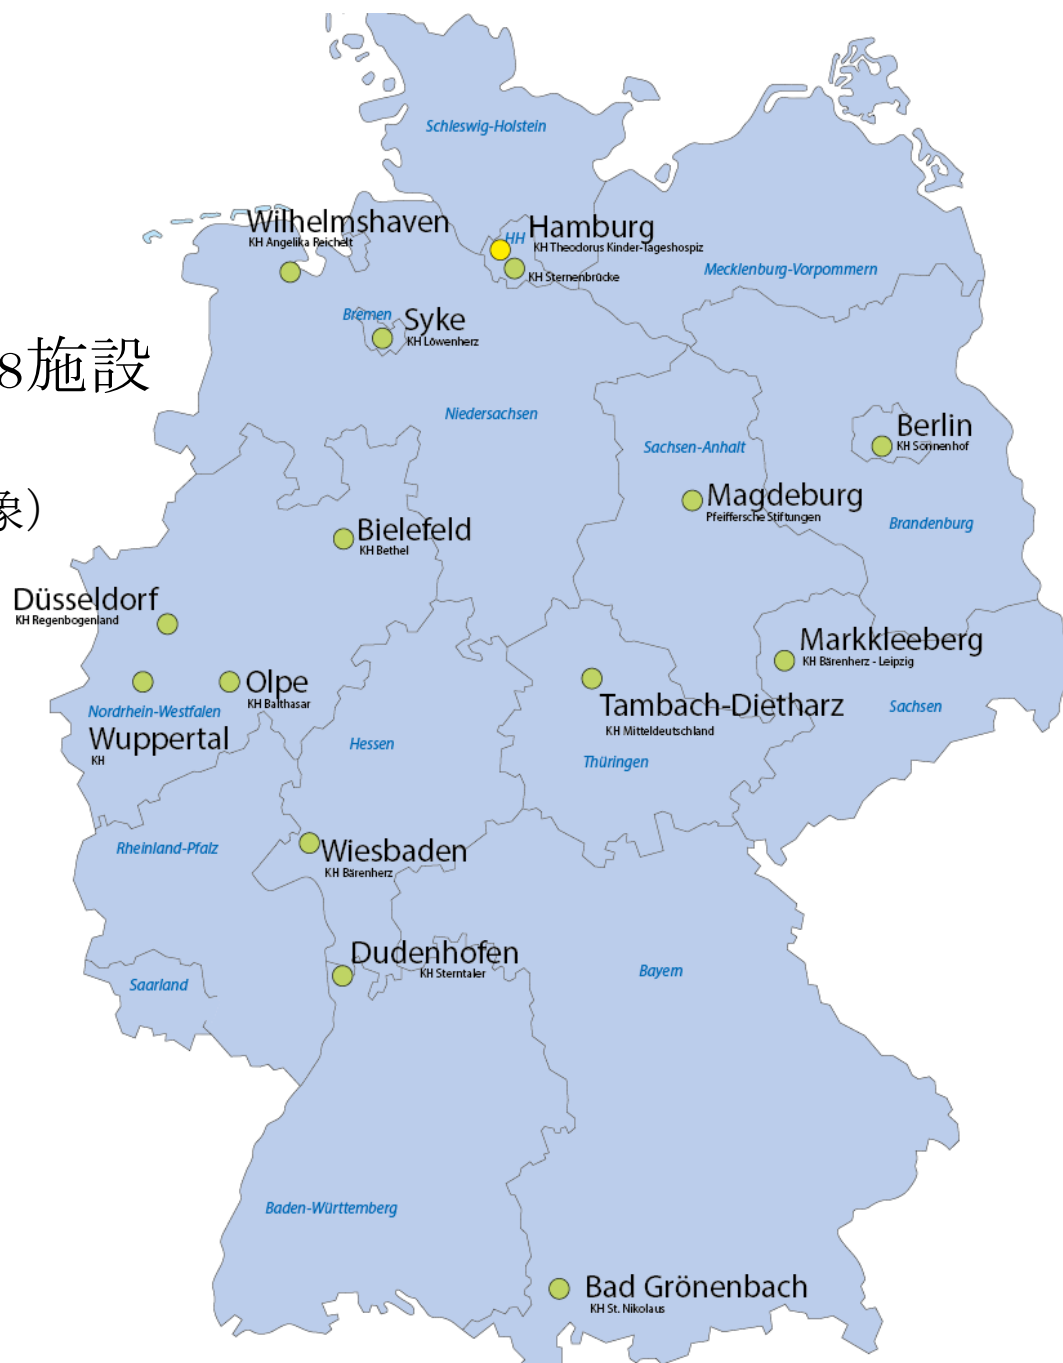 Schleswig-Holstein
Wilhelmshaven
KH Angelika Reichelt
HH
Hamburg
KH Theodorus Kinder-Tageshospiz
KH Sternenbrücke
Mecklenburg-Vorpommern
Bremen
Syke
KH Löwenherz
8施設
Niedersachsen
Berlin
KH Sonnenhof
Sachsen-Anhalt
Magdeburg
Pfeiffersche Stiftungen
象）
Brandenburg
Bielefeld
KH Bethel
Düsseldorf
KH Regenbogenland
Markkleeberg
KH Bärenherz - Leipzig
Olpe
KH Balthasar
Nordrhein-Westfalen
Wuppertal
KH
Tambach-Dietharz
KH Mitteldeutschland
Sachsen
Hessen
Thüringen
Rheinland-Pfalz
Wiesbaden
KH Bärenherz
Dudenhofen
KH Sterntaler
Saarland
Bayern
Baden-Württemberg
Bad Grönenbach
KH St. Nikolaus